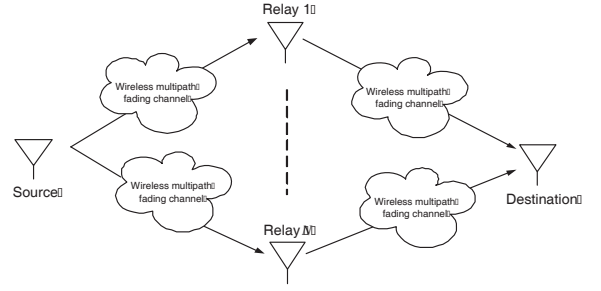 Relay 1
Wireless multipath
fading channel
Wireless multipath
fading channel
Source
Destination
Wireless multipath
fading channel
Wireless multipath
fading channel
Relay N